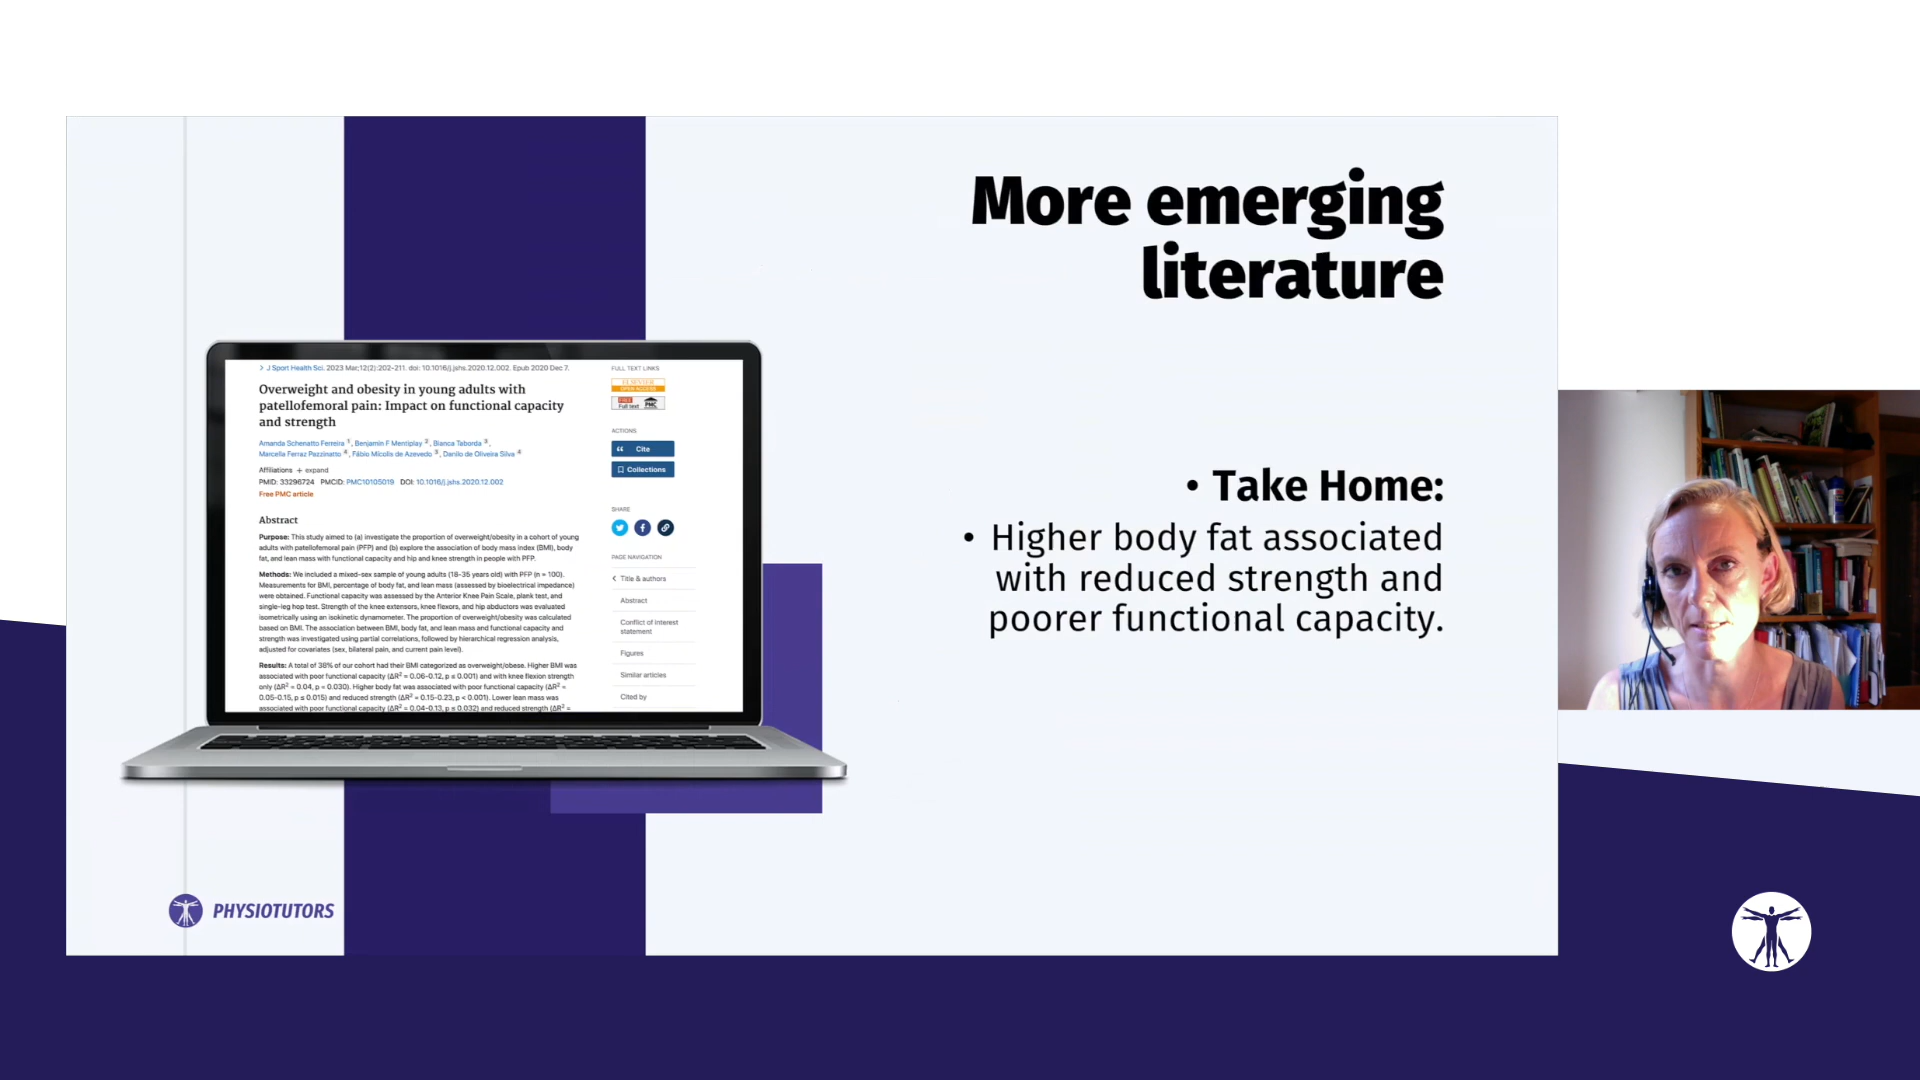 More emerging
literature
> J Sport Health Sci. 2023 Mar;12(2):202-211. doi: 10.1016/j.jshs.2020.12.002. Epub 2020 Dec 7.
Overweight and obesity in young adults with
patellofemoral pain: Impact on functional capacity
and strength
Amanda Schenatto Ferreira 1, Benjamin F Mentiplay 2, Bianca Taborda 3,
Marcella Ferraz Pazzinatto 4, Fábio Mícolis de Azevedo 3, Danilo de Oliveira Silva 4
Affiliations + expand
PMID: 33296724 PMCID: PMC10105019 DOI: 10.1016/j.jshs.2020.12.002
Free PMC article
Abstract
Purpose: This study aimed to (a) investigate the proportion of overweight/obesity in a cohort of young
adults with patellofemoral pain (PFP) and (b) explore the association of body mass index (BMI), body
fat, and lean mass with functional capacity and hip and knee strength in people with PFP.
Methods: We included a mixed-sex sample of young adults (18-35 years old) with PFP (n = 100).
Measurements for BMI, percentage of body fat, and lean mass (assessed by bioelectrical impedance)
were obtained. Functional capacity was assessed by the Anterior Knee Pain Scale, plank test, and
single-leg hop test. Strength of the knee extensors, knee flexors, and hip abductors was evaluated
isometrically using an isokinetic dynamometer. The proportion of overweight/obesity was calculated
based on BMI. The association between BMI, body fat, and lean mass and functional capacity and
strength was investigated using partial correlations, followed by hierarchical regression analysis,
adjusted for covariates (sex, bilateral pain, and current pain level).
Results: A total of 38% of our cohort had their BMI categorized as overweight/obese. Higher BMI was
associated with poor functional capacity (ΔR2 = 0.06-0.12, p ≤ 0.001) and with knee flexion strength
only (ΔR2 = 0.04, p = 0.030). Higher body fat was associated with poor functional capacity (ΔR2 =
0.05-0.15, p ≤ 0.015) and reduced strength (ΔR2 = 0.15-0.23, p < 0.001). Lower lean mass was
associated with poor functional capacity (ΔR2 = 0.04-0.13, p ≤ 0.032) and reduced strength (ΔR2 =
FULL TEXT LINKS
ELSEVIER
OPEN ACCESS
FREE
Full text PMC
ACTIONS
Cite
Collections
SHARE
PAGE NAVIGATION
Title & authors
Abstract
Conflict of interest
statement
Figures
Similar articles
Cited by
• Take Home:
• Higher body fat associated
with reduced strength and
poorer functional capacity.
PHYSIOTUTORS